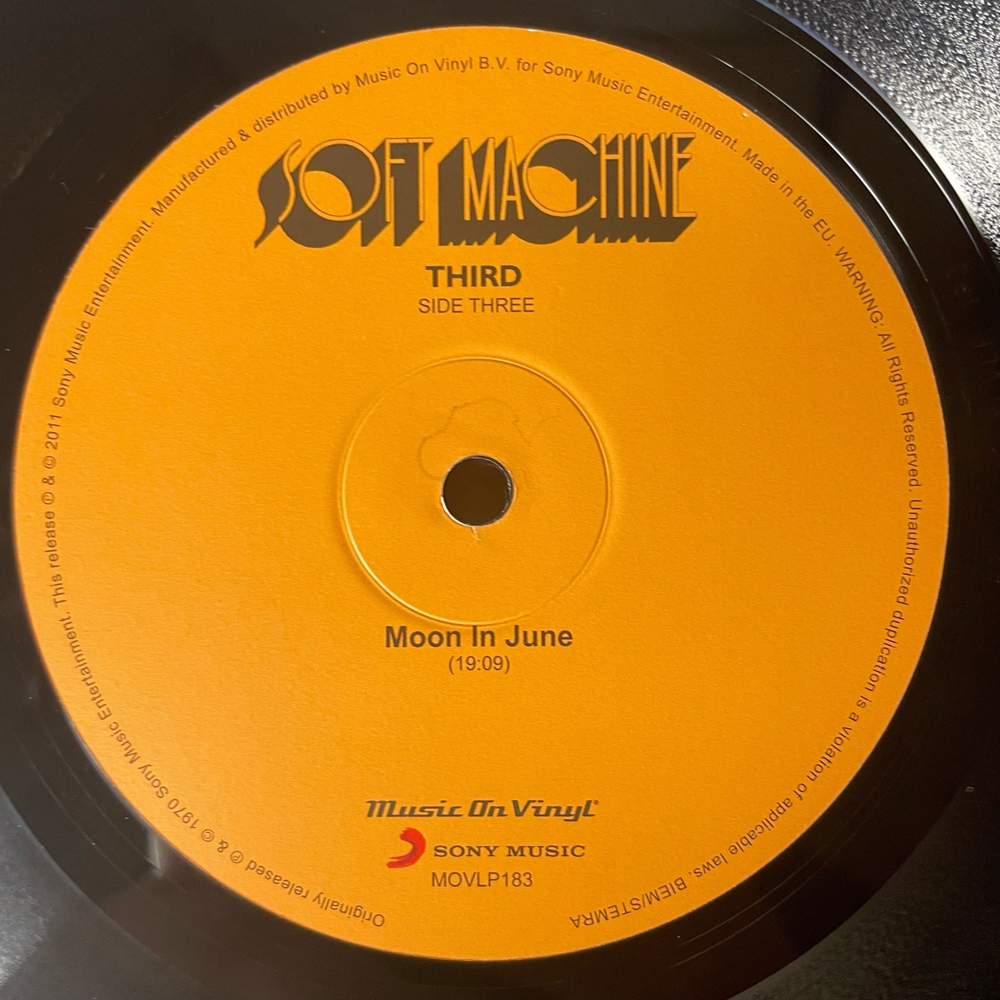 SOFT MACHINE
THIRD
SIDE THREE
Moon In June
(19:09)
Music On Vinyl®
SONY MUSIC
MOVLP183
Originally released ℗ & © 1970 Sony Music Entertainment. This release ℗ & © 2011 Sony Music Entertainment. Manufactured & distributed by Music On Vinyl B.V. for Sony Music Entertainment. Made in the EU. WARNING: All Rights Reserved. Unauthorized duplication is a violation of applicable laws. BIEM/STEMRA